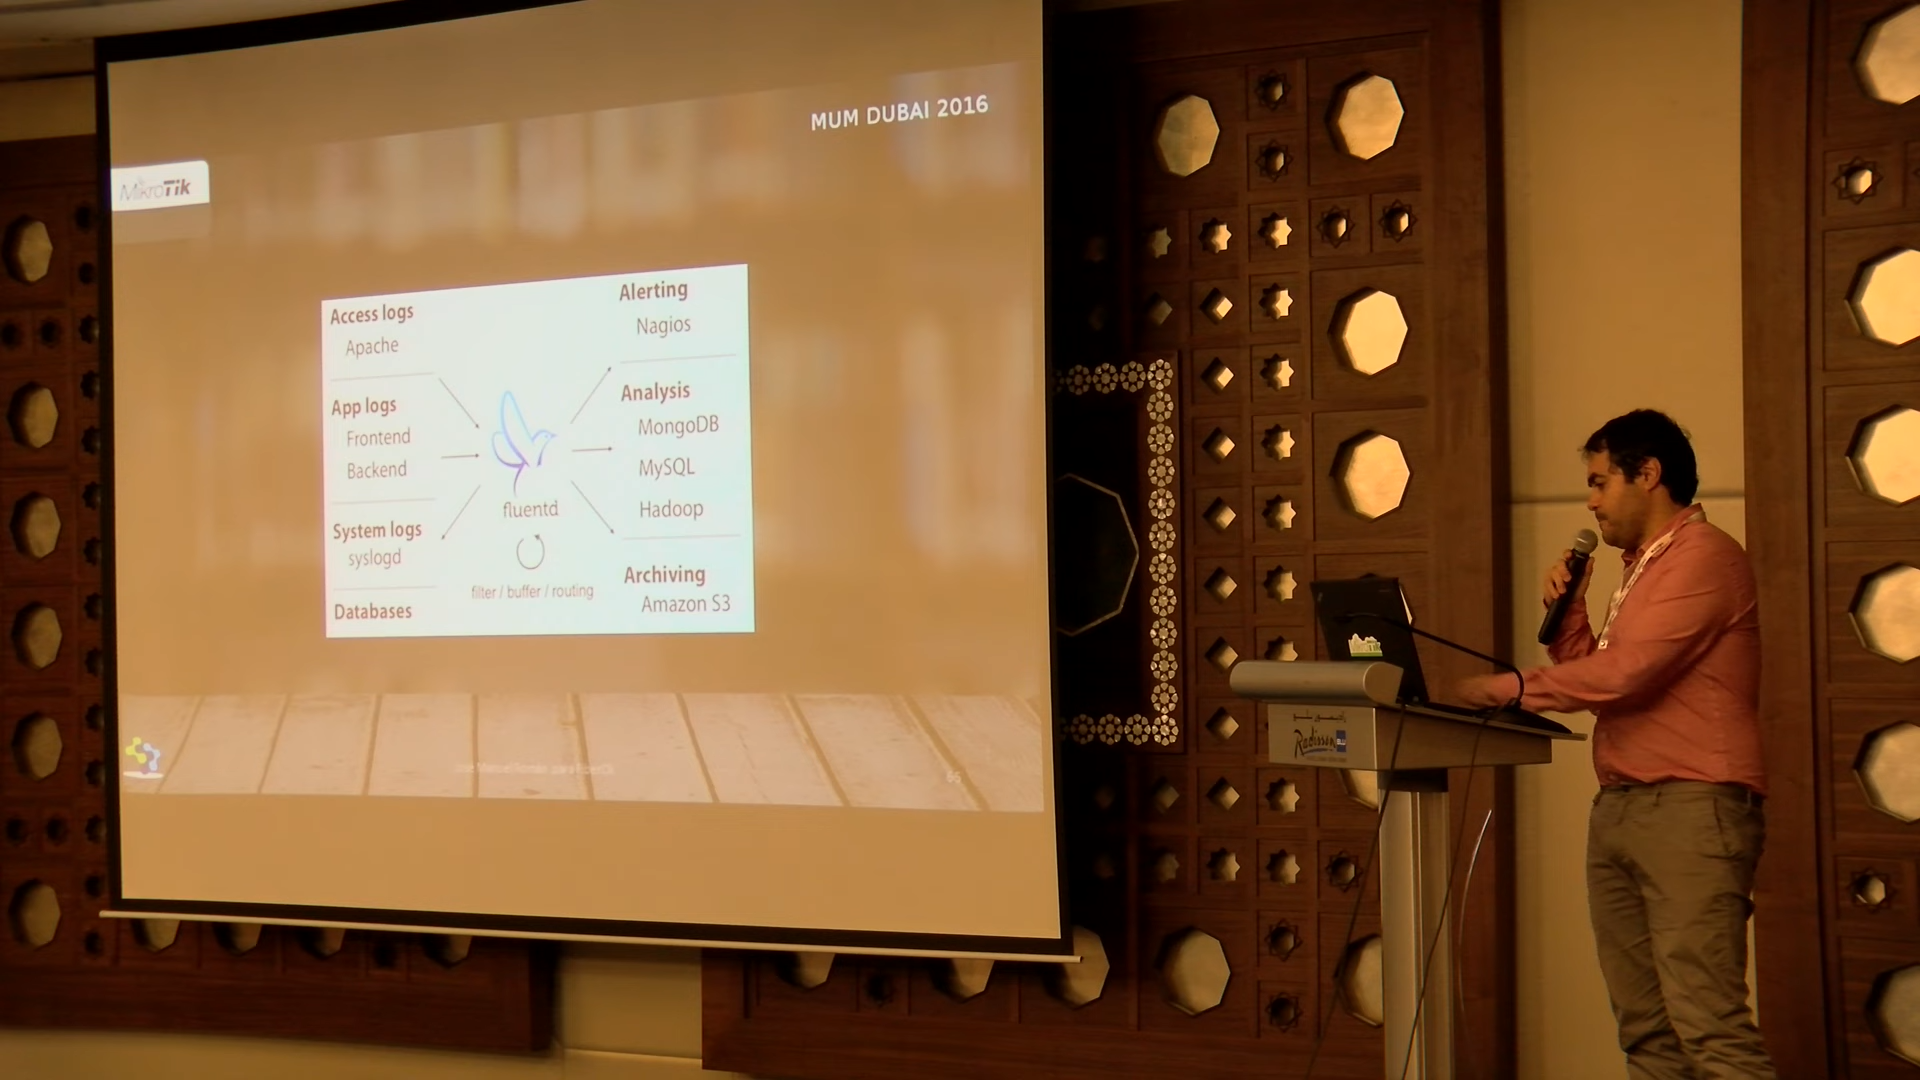 MUM DUBAI 2016
MikroTik
Access logs
Apache
App logs
Frontend
Backend
System logs
syslogd
Databases
fluentd
filter / buffer / routing
Alerting
Nagios
Analysis
MongoDB
MySQL
Hadoop
Archiving
Amazon S3
Radisson